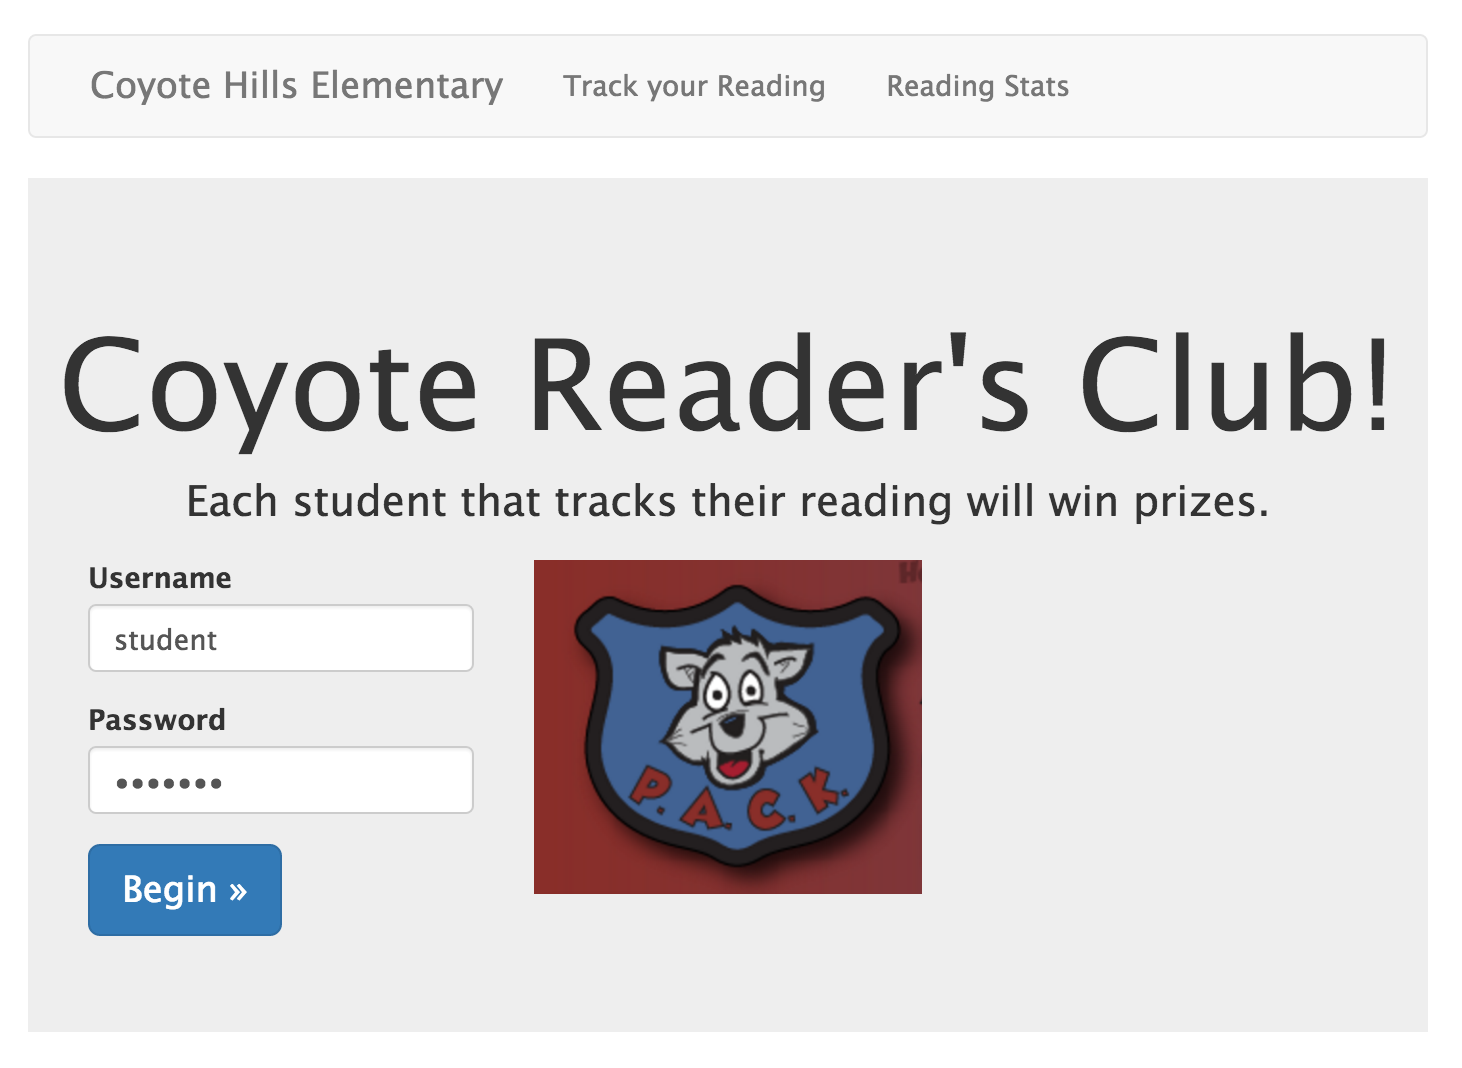 Coyote Hills Elementary Track your Reading Reading Stats
Coyote Reader's Club!
Each student that tracks their reading will win prizes.
Username
student
Password
•••••••
Begin »
P.A.C.K.